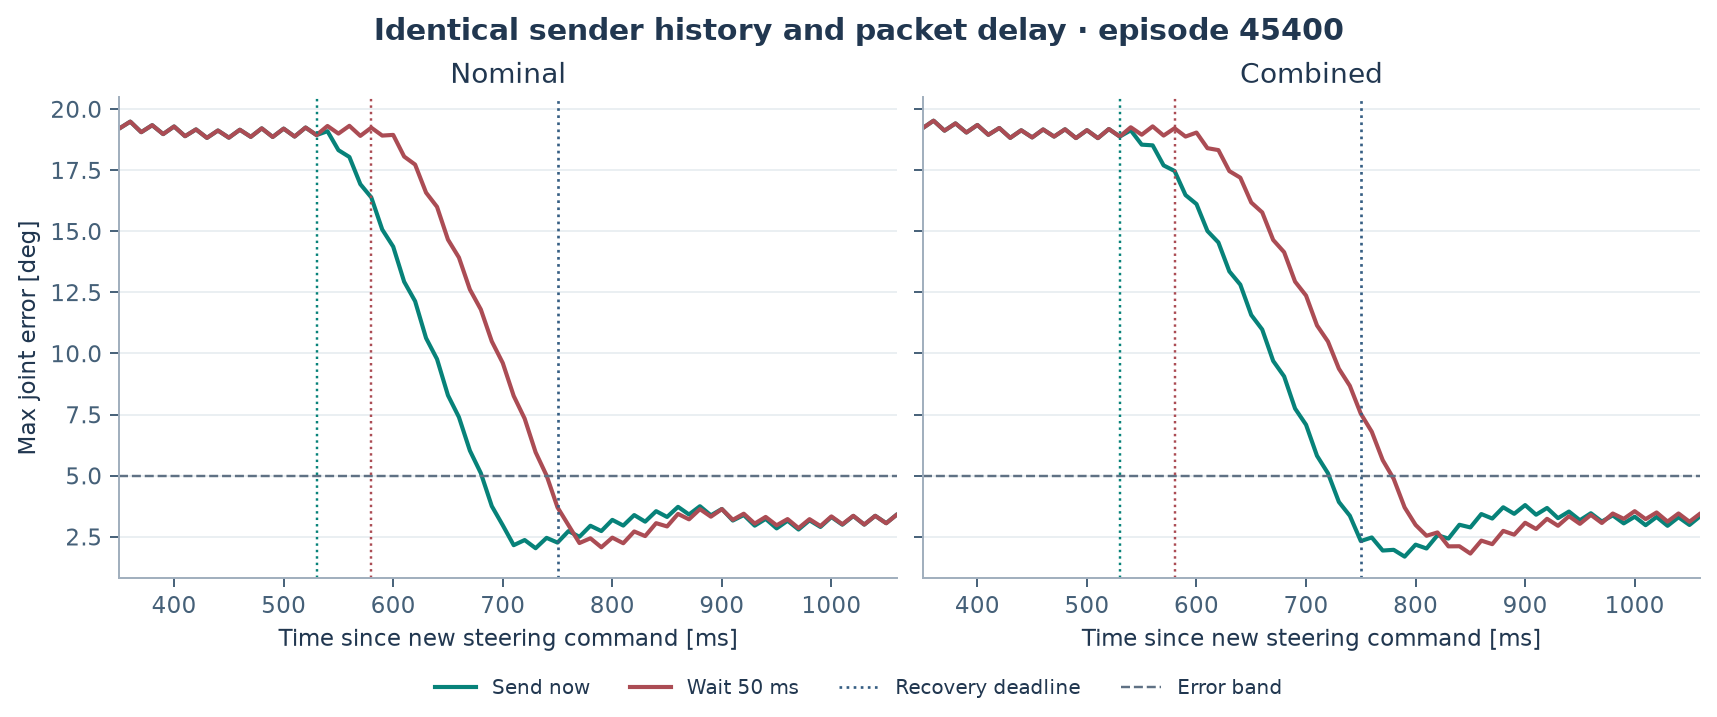 Identical sender history and packet delay · episode 45400
Nominal
Combined
Max joint error [deg]
20.0
17.5
15.0
12.5
10.0
7.5
5.0
2.5
400 500 600 700 800 900 1000
400 500 600 700 800 900 1000
Time since new steering command [ms]
Time since new steering command [ms]
Send now
Wait 50 ms
Recovery deadline
Error band